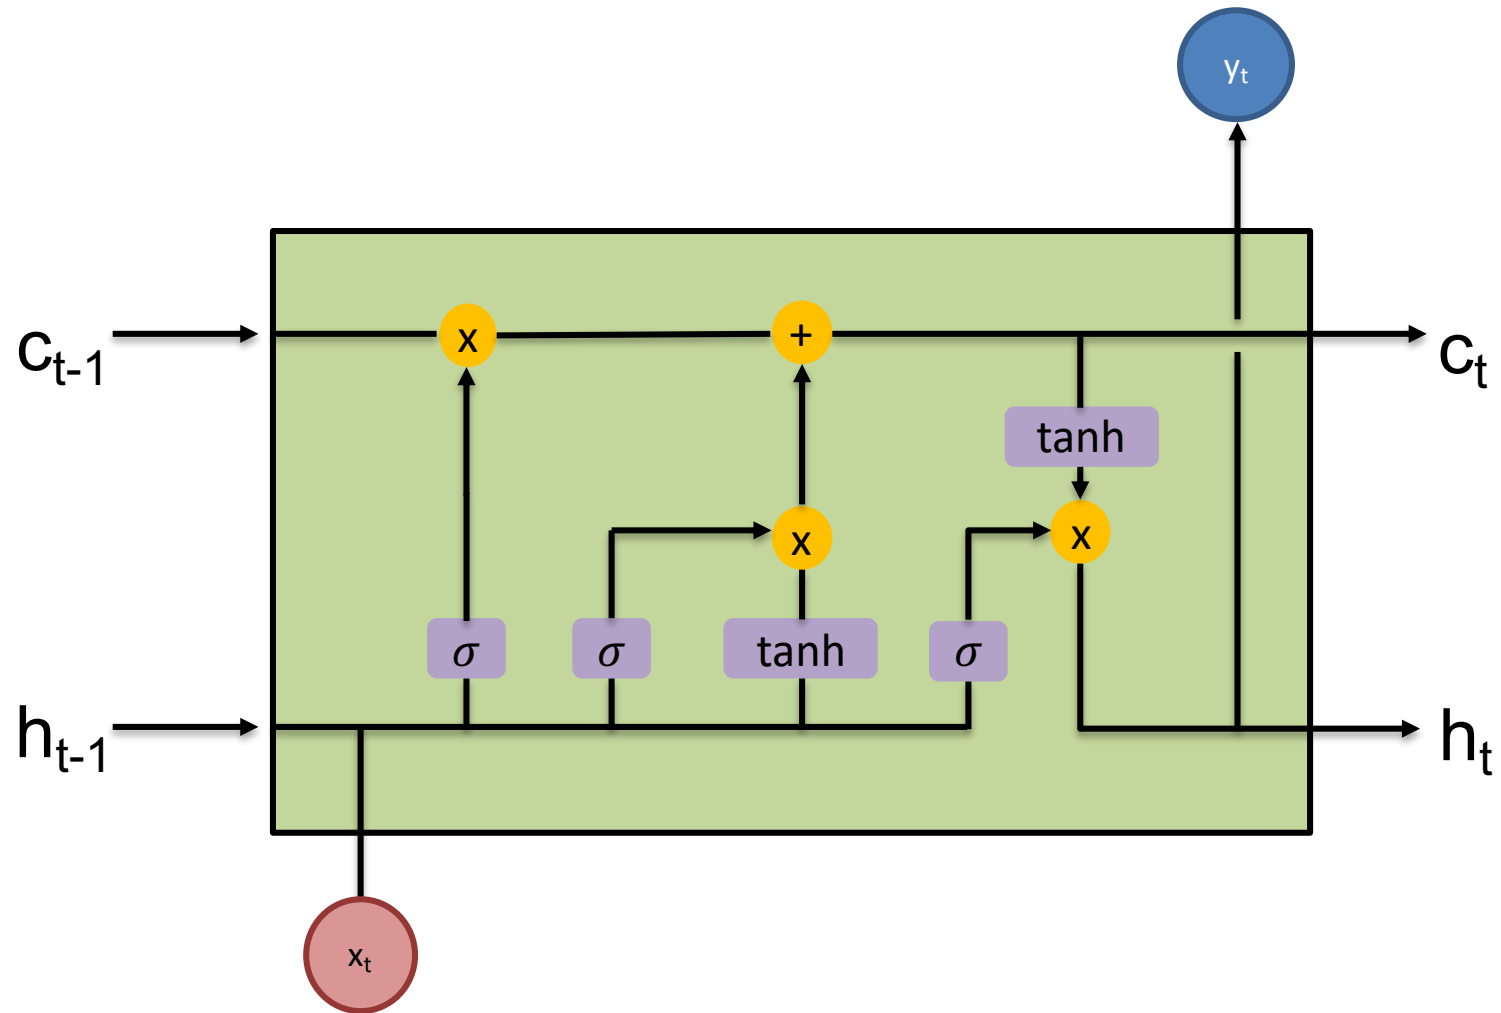 yₜ
cₜ₋₁
x
+
cₜ
tanh
x
x
σ
σ
tanh
σ
hₜ₋₁
hₜ
xₜ